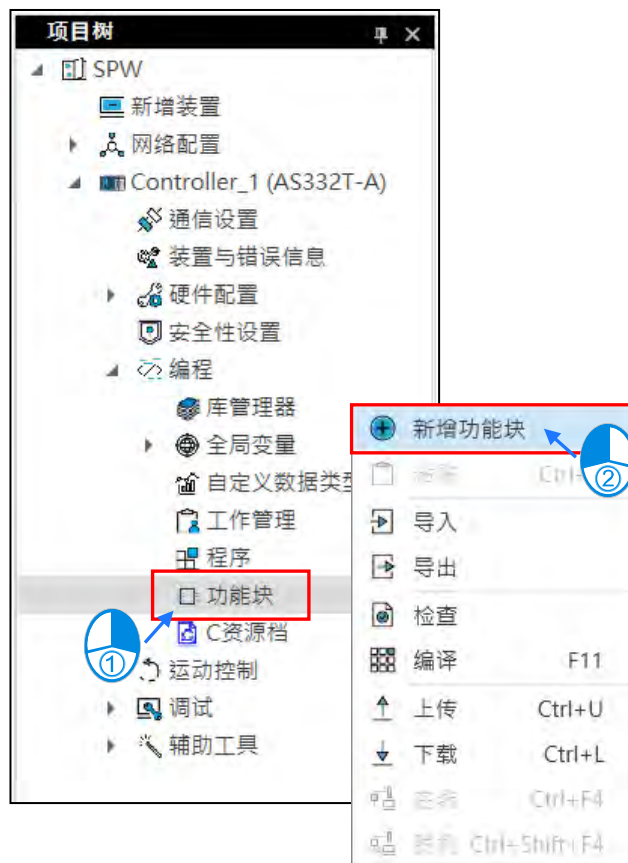 项目树
SPW
新增装置
网络配置
Controller_1 (AS332T-A)
通信设置
装置与错误信息
硬件配置
安全性设置
编程
库管理器
全局变量
自定义数据类型
工作管理
程序
功能块
C资源档
运动控制
调试
辅助工具
①
新增功能块
②
导入
导出
检查
编译 F11
上传 Ctrl+U
下载 Ctrl+L
Ctrl+F4
Ctrl+Shift+F4